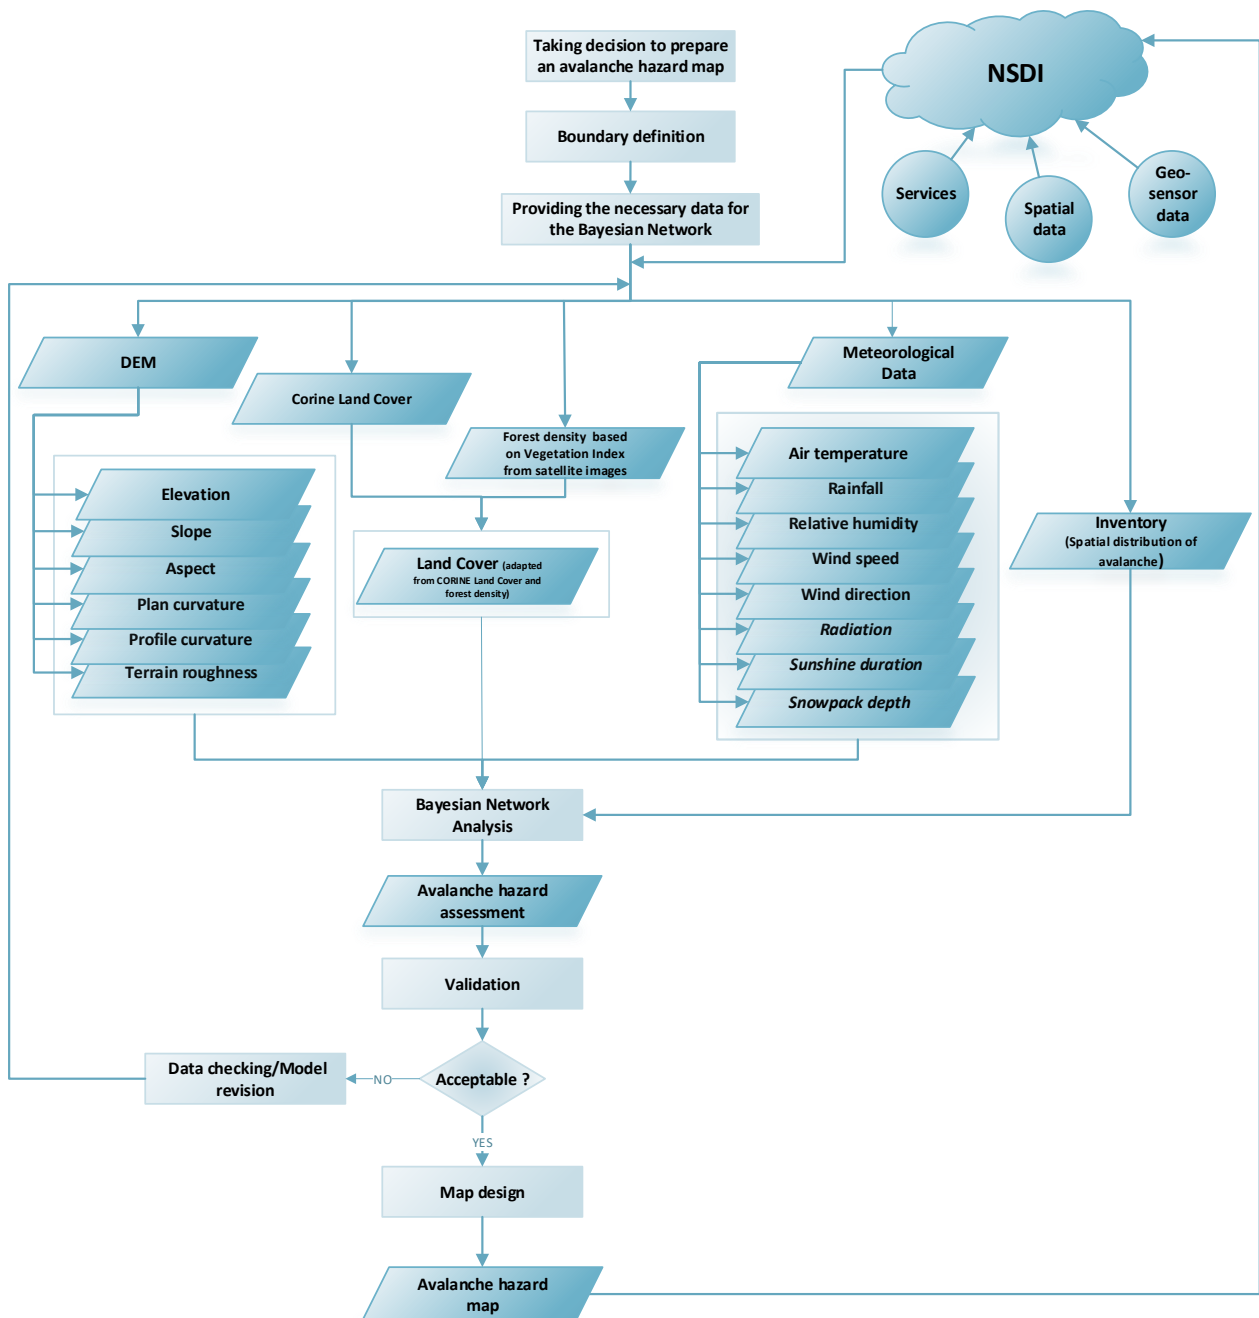 Taking decision to prepare
an avalanche hazard map
NSDI
Boundary definition
Services
Spatial
data
Geo-
sensor
data
Providing the necessary data for
the Bayesian Network
DEM
Corine Land Cover
Forest density based
on Vegetation Index
from satellite images
Meteorological
Data
Elevation
Slope
Aspect
Plan curvature
Profile curvature
Terrain roughness
Land Cover (adapted
from CORINE Land Cover and
forest density)
Air temperature
Rainfall
Relative humidity
Wind speed
Wind direction
Radiation
Sunshine duration
Snowpack depth
Inventory
(Spatial distribution of
avalanche)
Bayesian Network
Analysis
Avalanche hazard
assessment
Validation
Acceptable ?
NO
Data checking/Model
revision
YES
Map design
Avalanche hazard
map